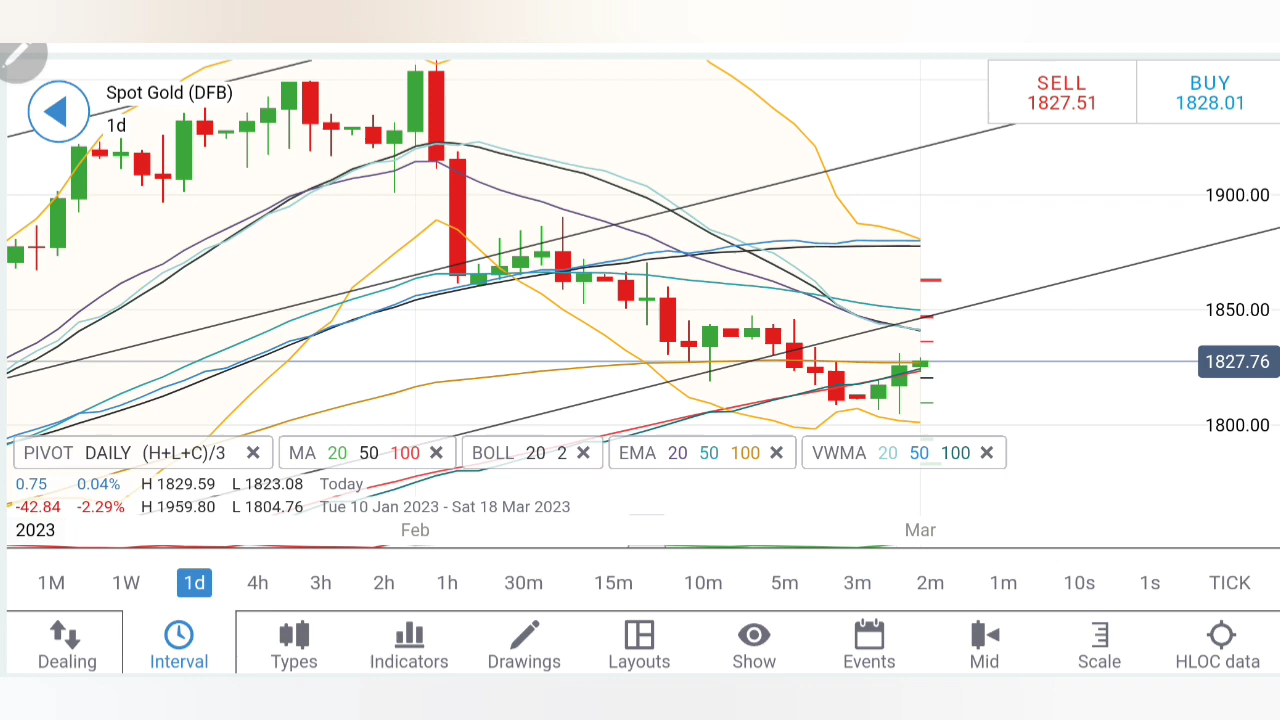 Spot Gold (DFB)
1d
SELL
1827.51
BUY
1828.01
1900.00
1850.00
1827.76
1800.00
PIVOT DAILY (H+L+C)/3
MA 20 50 100
BOLL 20 2
EMA 20 50 100
VWMA 20 50 100
0.75 0.04% H 1829.59 L 1823.08 Today
-42.84 -2.29% H 1959.80 L 1804.76 Tue 10 Jan 2023 - Sat 18 Mar 2023
2023 Feb Mar
1M 1W 1d 4h 3h 2h 1h 30m 15m 10m 5m 3m 2m 1m 10s 1s TICK
Dealing Interval Types Indicators Drawings Layouts Show Events Mid Scale HLOC data